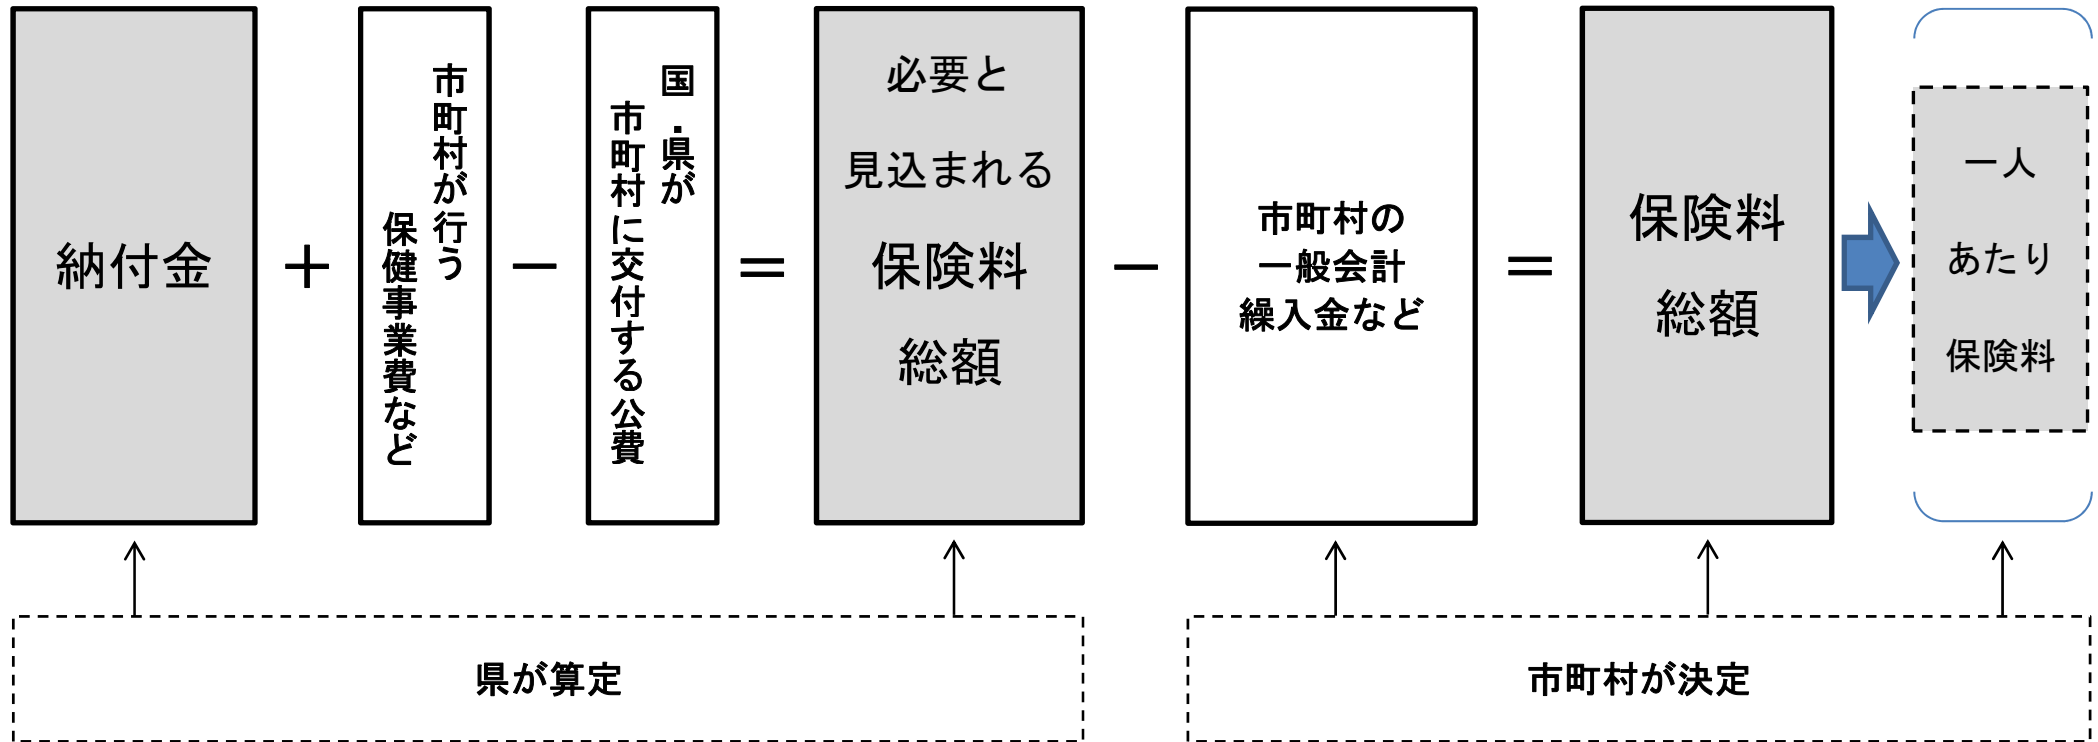 納付金
＋
市町村が行う
保健事業費など
－
国・県が
市町村に交付する公費
＝
必要と
見込まれる
保険料
総額
－
市町村の
一般会計
繰入金など
＝
保険料
総額
一人
あたり
保険料
県が算定
市町村が決定